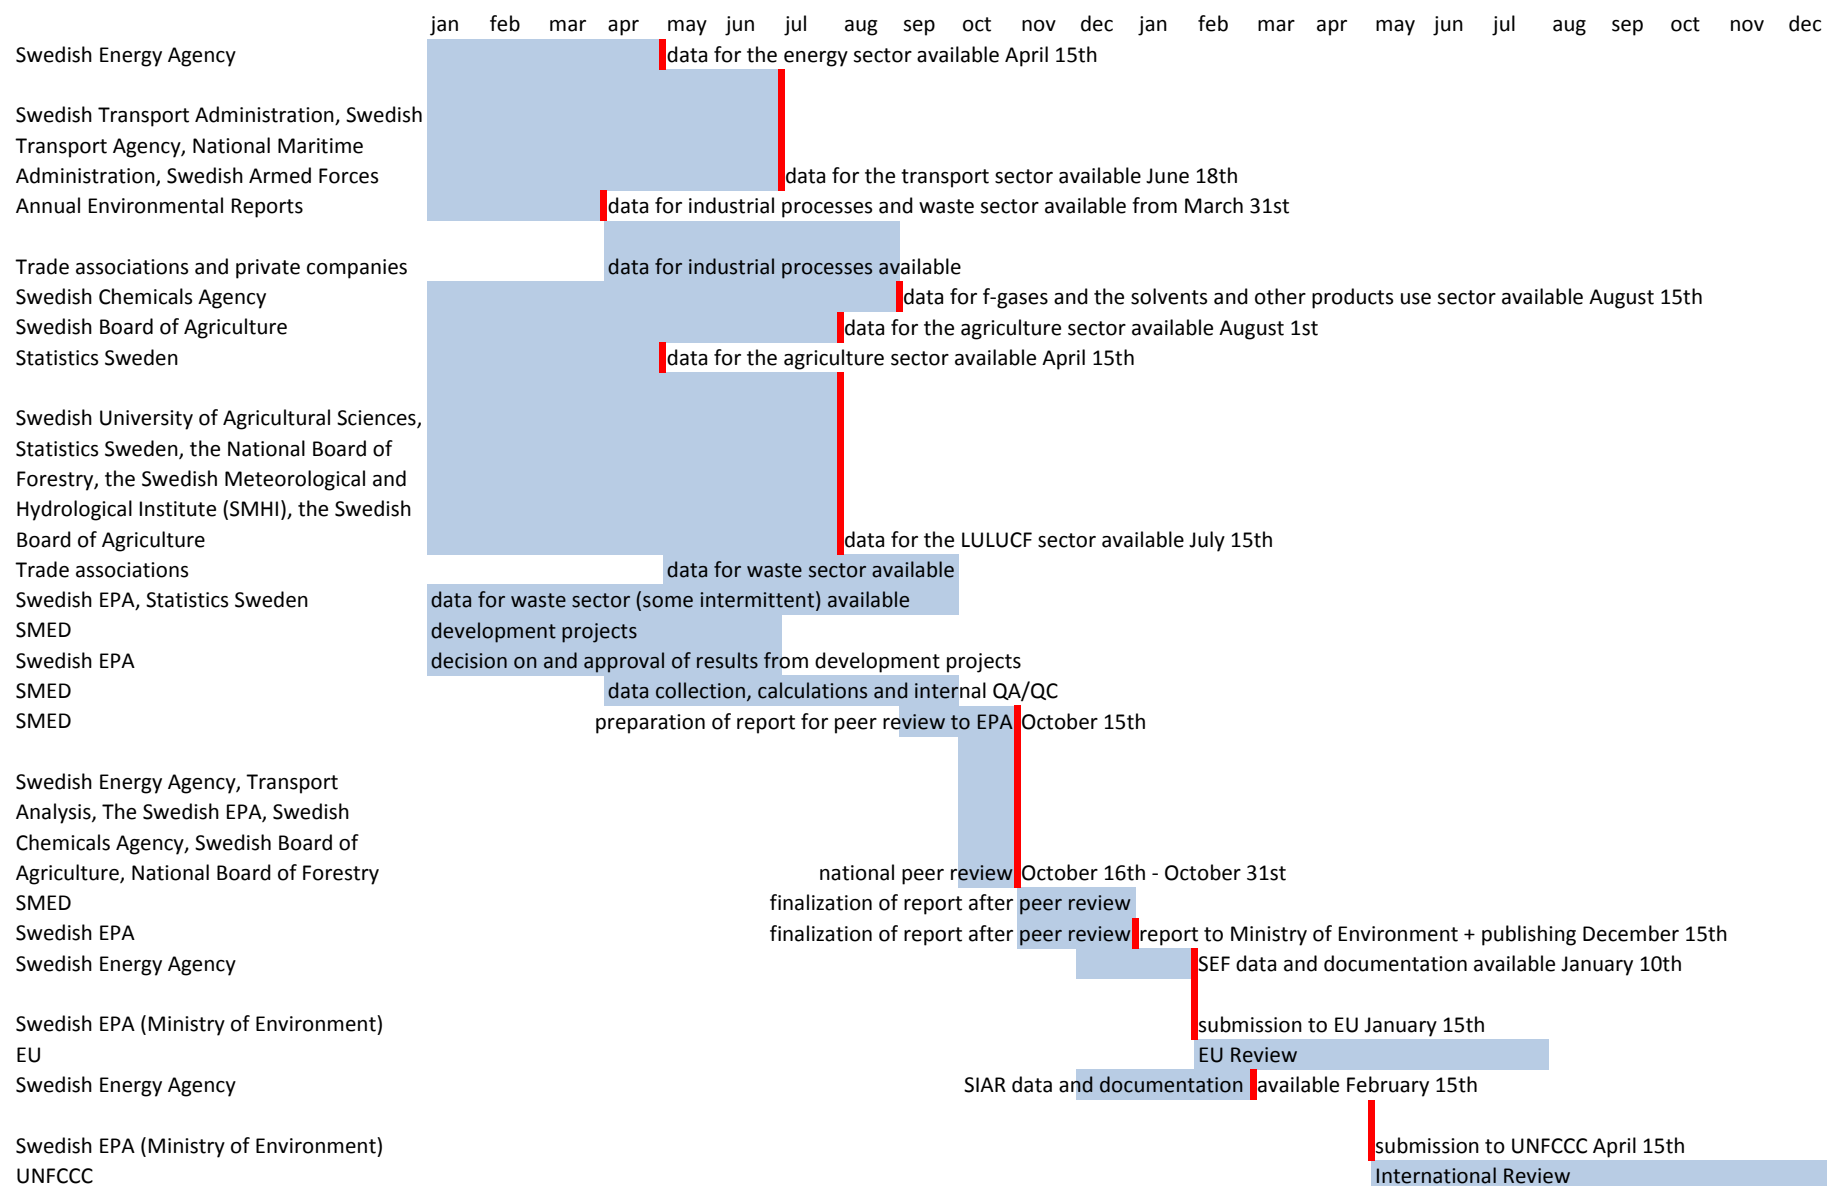 jan feb mar apr may jun jul aug sep oct nov dec jan feb mar apr may jun jul aug sep oct nov dec
Swedish Energy Agency data for the energy sector available April 15th
Swedish Transport Administration, Swedish
Transport Agency, National Maritime
Administration, Swedish Armed Forces data for the transport sector available June 18th
Annual Environmental Reports data for industrial processes and waste sector available from March 31st
Trade associations and private companies data for industrial processes available
Swedish Chemicals Agency data for f-gases and the solvents and other products use sector available August 15th
Swedish Board of Agriculture data for the agriculture sector available August 1st
Statistics Sweden data for the agriculture sector available April 15th
Swedish University of Agricultural Sciences,
Statistics Sweden, the National Board of
Forestry, the Swedish Meteorological and
Hydrological Institute (SMHI), the Swedish
Board of Agriculture data for the LULUCF sector available July 15th
Trade associations data for waste sector available
Swedish EPA, Statistics Sweden data for waste sector (some intermittent) available
SMED development projects
Swedish EPA decision on and approval of results from development projects
SMED data collection, calculations and internal QA/QC
SMED preparation of report for peer review to EPA October 15th
Swedish Energy Agency, Transport
Analysis, The Swedish EPA, Swedish
Chemicals Agency, Swedish Board of
Agriculture, National Board of Forestry national peer review October 16th - October 31st
SMED finalization of report after peer review
Swedish EPA finalization of report after peer review report to Ministry of Environment + publishing December 15th
Swedish Energy Agency SEF data and documentation available January 10th
Swedish EPA (Ministry of Environment) submission to EU January 15th
EU EU Review
Swedish Energy Agency SIAR data and documentation available February 15th
Swedish EPA (Ministry of Environment) submission to UNFCCC April 15th
UNFCCC International Review